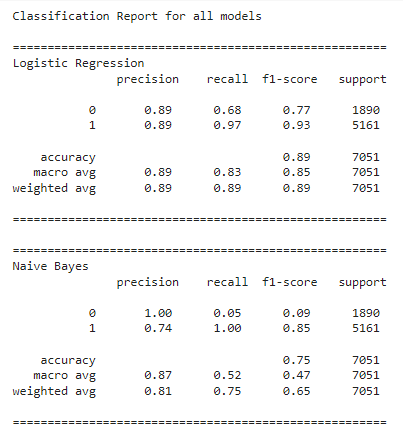 Classification Report for all models
======================================================
Logistic Regression
precision recall f1-score support
0 0.89 0.68 0.77 1890
1 0.89 0.97 0.93 5161
accuracy 0.89 7051
macro avg 0.89 0.83 0.85 7051
weighted avg 0.89 0.89 0.89 7051
======================================================
======================================================
Naive Bayes
precision recall f1-score support
0 1.00 0.05 0.09 1890
1 0.74 1.00 0.85 5161
accuracy 0.75 7051
macro avg 0.87 0.52 0.47 7051
weighted avg 0.81 0.75 0.65 7051
======================================================